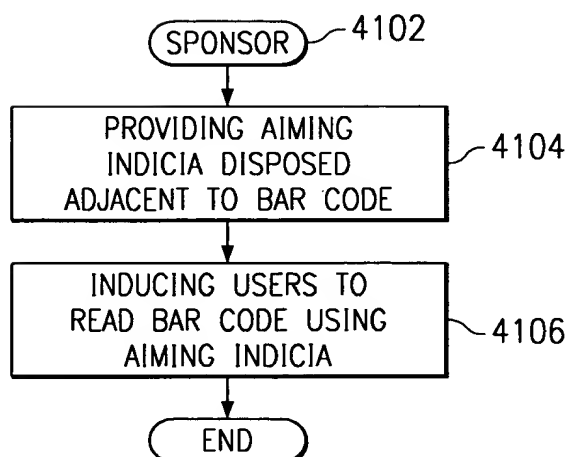 SPONSOR
4102
PROVIDING AIMING
INDICIA DISPOSED
ADJACENT TO BAR CODE
4104
INDUCING USERS TO
READ BAR CODE USING
AIMING INDICIA
4106
END